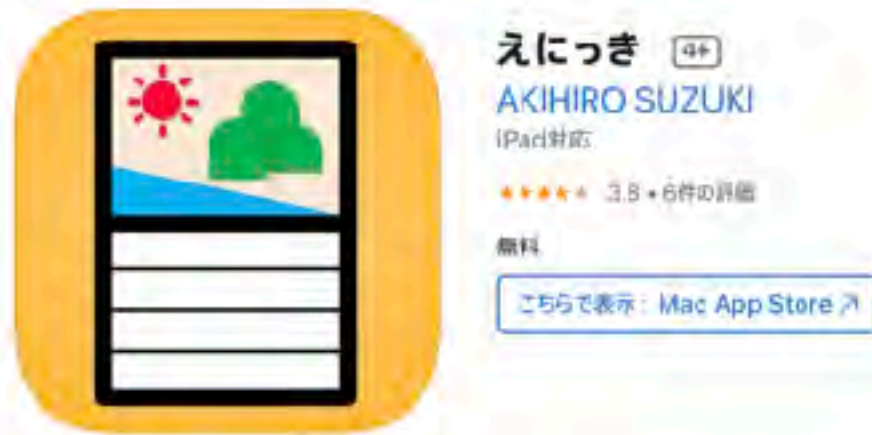 えにっき 4+
AKIHIRO SUZUKI
iPad対応
★★★★★ 3.8 • 6件の評価
無料
こちらで表示: Mac App Store ↗